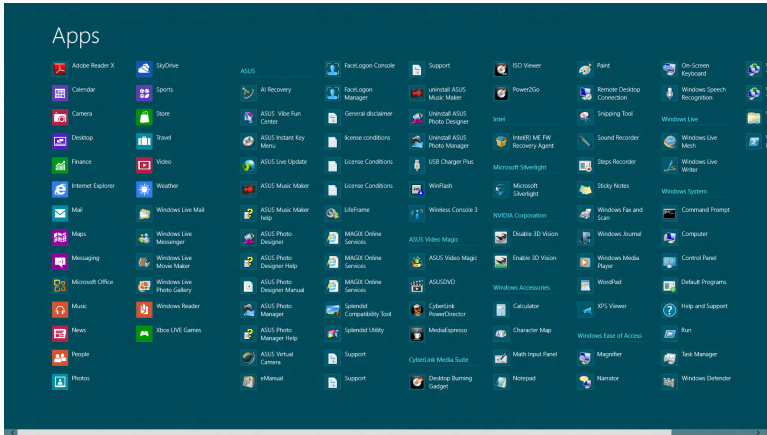 Apps
Adobe Reader X
Calendar
Camera
Desktop
Finance
Internet Explorer
Mail
Maps
Messaging
Microsoft Office
Music
News
People
Photos
SkyDrive
Sports
Store
Travel
Video
Weather
Windows Live Mail
Windows Live
Messenger
Windows Live
Movie Maker
Windows Live
Photo Gallery
Windows Reader
Xbox LIVE Games
ASUS
AI Recovery
ASUS Vibe Fun
Center
ASUS Instant Key
Menu
ASUS Live Update
ASUS Music Maker
ASUS Music Maker
help
ASUS Photo
Designer
ASUS Photo
Designer Help
ASUS Photo
Designer Manual
ASUS Photo
Manager
ASUS Photo
Manager Help
ASUS Virtual
Camera
eManual
FaceLogon Console
FaceLogon
Manager
General disclaimer
license conditions
License Conditions
License Conditions
LifeFrame
MAGIX Online
Services
MAGIX Online
Services
MAGIX Online
Services
Splendid
Compatibility Tool
Splendid Utility
Support
Support
Support
uninstall ASUS
Music Maker
Uninstall ASUS
Photo Designer
Uninstall ASUS
Photo Manager
USB Charger Plus
WinFlash
Wireless Console 3
ASUS Video Magic
ASUS Video Magic
ASUSDVD
CyberLink
PowerDirector
MediaEspresso
CyberLink Media Suite
Desktop Burning
Gadget
ISO Viewer
Power2Go
Intel
Intel(R) ME FW
Recovery Agent
Microsoft Silverlight
Microsoft
Silverlight
NVIDIA Corporation
Disable 3D Vision
Enable 3D Vision
Windows Accessories
Calculator
Character Map
Math Input Panel
Notepad
Paint
Remote Desktop
Connection
Snipping Tool
Sound Recorder
Steps Recorder
Sticky Notes
Windows Fax and
Scan
Windows Journal
Windows Media
Player
WordPad
XPS Viewer
Windows Ease of Access
Magnifier
Narrator
On-Screen
Keyboard
Windows Speech
Recognition
Windows Live
Windows Live
Mesh
Windows Live
Writer
Windows System
Command Prompt
Computer
Control Panel
Default Programs
Help and Support
Run
Task Manager
Windows Defender